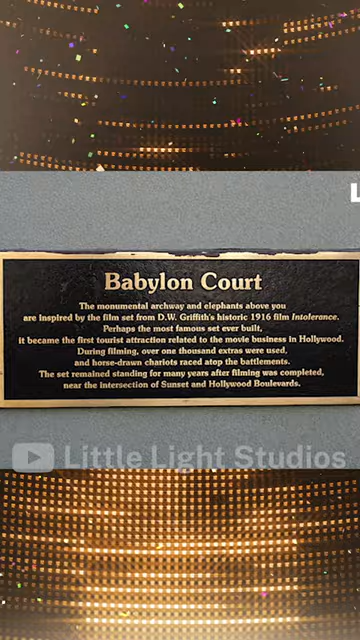 Babylon Court
The monumental archway and elephants above you
are inspired by the film set from D.W. Griffith's historic 1916 film Intolerance.
Perhaps the most famous set ever built,
it became the first tourist attraction related to the movie business in Hollywood.
During filming, over one thousand extras were used,
and horse-drawn chariots raced atop the battlements.
The set remained standing for many years after filming was completed,
near the intersection of Sunset and Hollywood Boulevards.
Little Light Studios